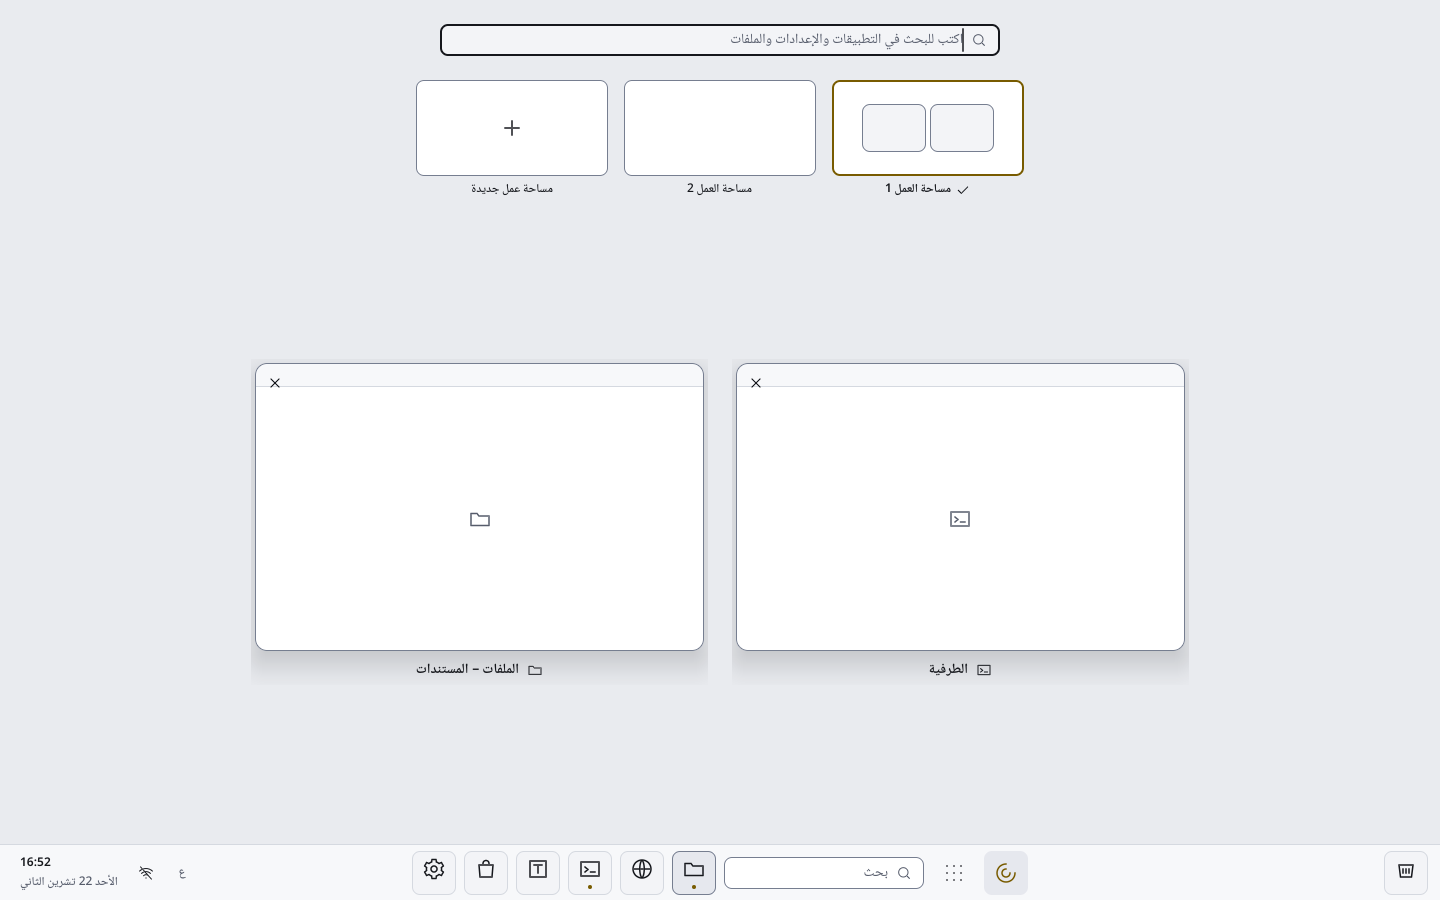 اكتب للبحث في التطبيقات والإعدادات والملفات
مساحة العمل 1
مساحة العمل 2
مساحة عمل جديدة
الطرفية
الملفات – المستندات
بحث
ع
16:52
الأحد 22 تشرين الثاني